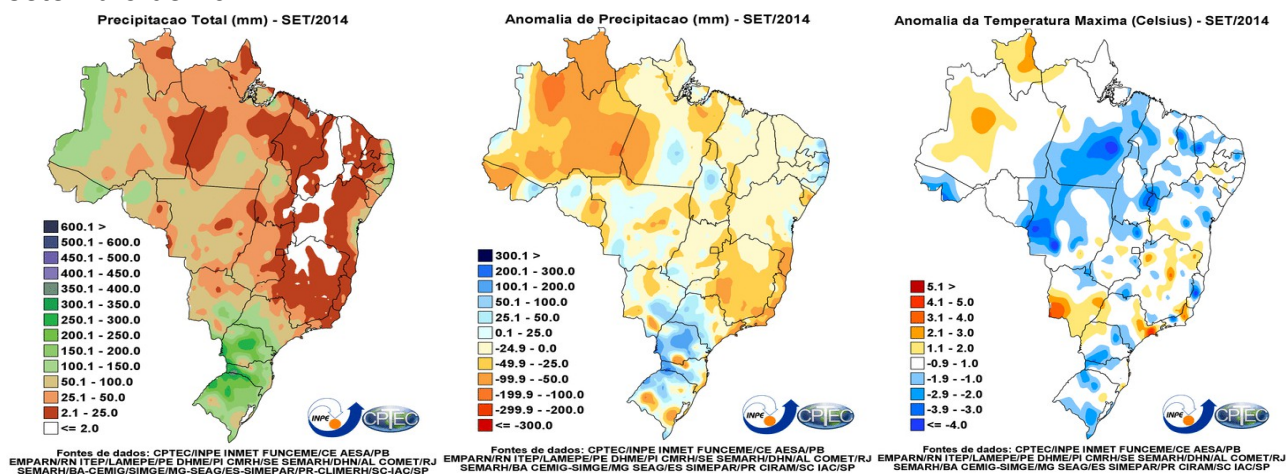 Precipitacao Total (mm) - SET/2014
600.1 >
500.1 - 600.0
450.1 - 500.0
400.1 - 450.0
350.1 - 400.0
300.1 - 350.0
250.1 - 300.0
200.1 - 250.0
150.1 - 200.0
100.1 - 150.0
50.1 - 100.0
25.1 - 50.0
2.1 - 25.0
<= 2.0
INPE
CPTEC
Fontes de dados: CPTEC/INPE INMET FUNCEME/CE AESA/PB
EMPARN/RN ITEP/LAMEPE/PE DHME/PI CMRH/SE SEMARH/DHN/AL COMET/RJ
SEMARH/BA-CEMIG/SIMGE/MG-SEAG/ES-SIMEPAR/PR-CLIMERH/SC-IAC/SP
Anomalia de Precipitacao (mm) - SET/2014
300.1 >
200.1 - 300.0
100.1 - 200.0
50.1 - 100.0
25.1 - 50.0
0.1 - 25.0
-24.9 - 0.0
-49.9 - -25.0
-99.9 - -50.0
-199.9 - -100.0
-299.9 - -200.0
<= -300.0
INPE
CPTEC
Fontes de dados: CPTEC/INPE INMET FUNCEME/CE AESA/PB
EMPARN/RN ITEP/LAMEPE/PE DHME/PI CMRH/SE SEMARH/DHN/AL COMET/RJ
SEMARH/BA CEMIG-SIMGE/MG SEAG/ES SIMEPAR/PR CIRAM/SC IAC/SP
Anomalia da Temperatura Maxima (Celsius) - SET/2014
5.1 >
4.1 - 5.0
3.1 - 4.0
2.1 - 3.0
1.1 - 2.0
-0.9 - 1.0
-1.9 - -1.0
-2.9 - -2.0
-3.9 - -3.0
<= -4.0
INPE
CPTEC
Fontes de dados: CPTEC/INPE INMET FUNCEME/CE AESA/PB
EMPARN/RN ITEP/LAMEPE/PE DHME/PI CMRH/SE SEMARH/DHN/AL COMET/RJ
SEMARH/BA CEMIG/SIMGE/MG SEAG/ES SIMEPAR/PR CIRAM/SC IAC/SP